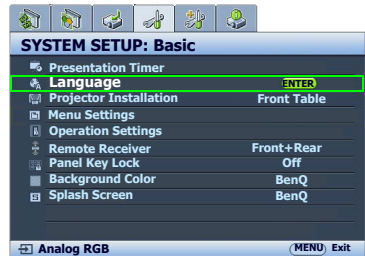 SYSTEM SETUP: Basic
Presentation Timer
Language ENTER
Projector Installation Front Table
Menu Settings
Operation Settings
Remote Receiver Front+Rear
Panel Key Lock Off
Background Color BenQ
Splash Screen BenQ
Analog RGB MENU Exit